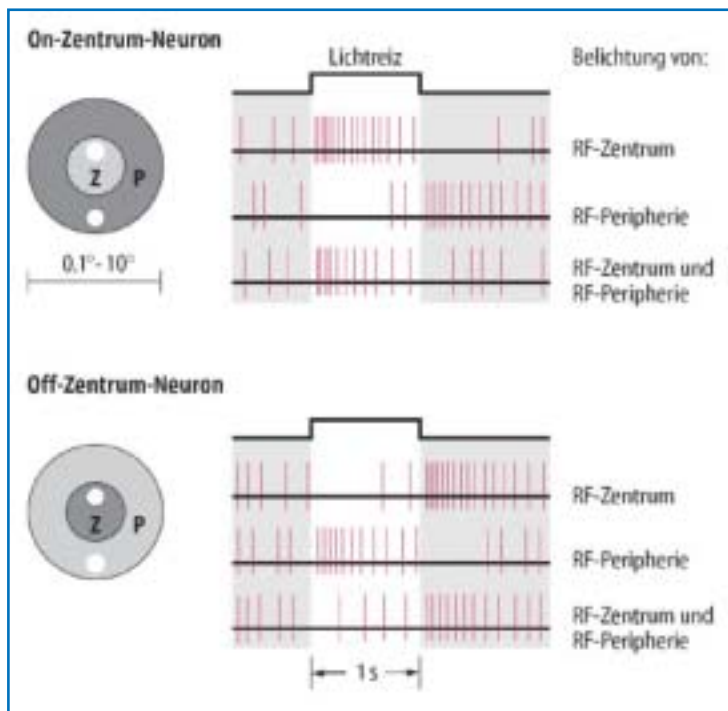 On-Zentrum-Neuron
Lichtreiz
Belichtung von:
Z
P
0.1°- 10°
RF-Zentrum
RF-Peripherie
RF-Zentrum und
RF-Peripherie
Off-Zentrum-Neuron
Z
P
RF-Zentrum
RF-Peripherie
RF-Zentrum und
RF-Peripherie
1 s